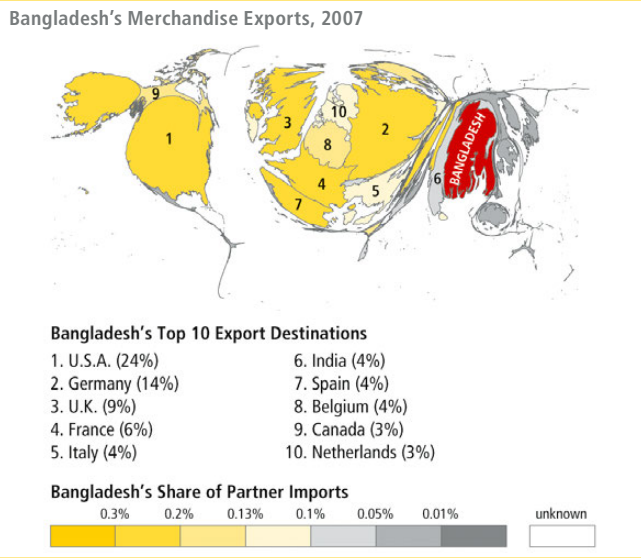 Bangladesh's Merchandise Exports, 2007
9
10
1
3
2
BANGLADESH
8
6
4
5
7
Bangladesh's Top 10 Export Destinations
1. U.S.A. (24%)
2. Germany (14%)
3. U.K. (9%)
4. France (6%)
5. Italy (4%)
6. India (4%)
7. Spain (4%)
8. Belgium (4%)
9. Canada (3%)
10. Netherlands (3%)
Bangladesh's Share of Partner Imports
0.3% 0.2% 0.13% 0.1% 0.05% 0.01% unknown